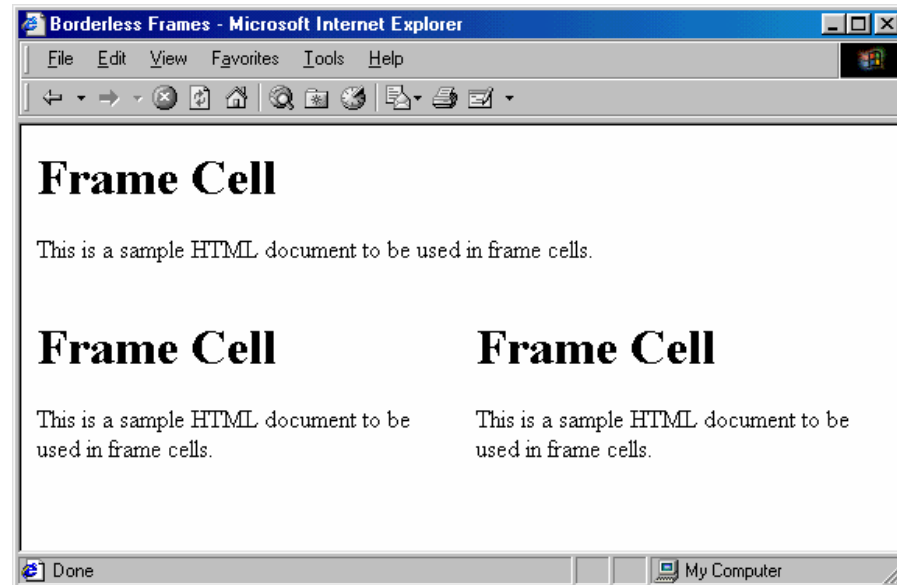 Borderless Frames - Microsoft Internet Explorer
File Edit View Favorites Tools Help
Frame Cell
This is a sample HTML document to be used in frame cells.
Frame Cell
This is a sample HTML document to be
used in frame cells.
Frame Cell
This is a sample HTML document to be
used in frame cells.
Done
My Computer